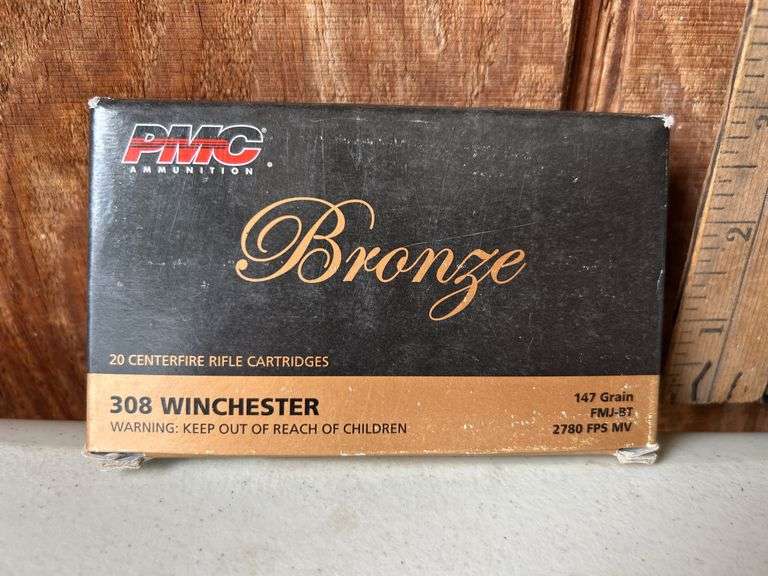 PMC®
AMMUNITION
Bronze
20 CENTERFIRE RIFLE CARTRIDGES
308 WINCHESTER
WARNING: KEEP OUT OF REACH OF CHILDREN
147 Grain
FMJ-BT
2780 FPS MV
3
2
1